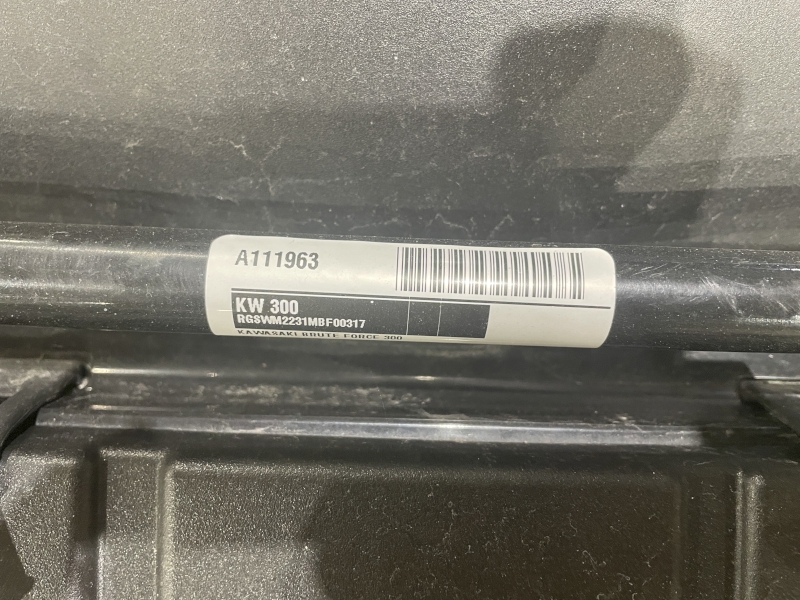 A111963
KW 300
RGSWM2231MBF00317
KAWASAKI BRUTE FORCE 300